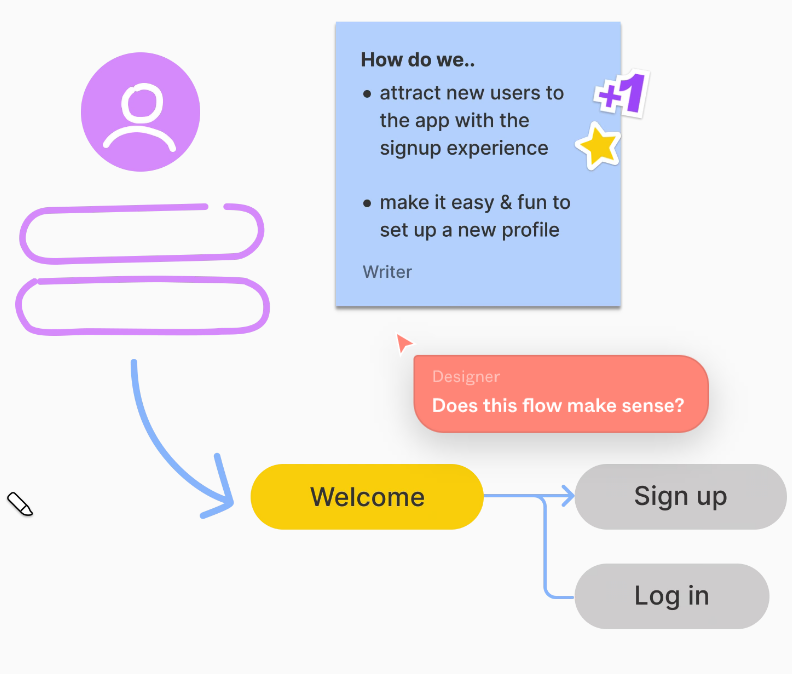 How do we..
• attract new users to
the app with the
signup experience
• make it easy & fun to
set up a new profile
Writer
+1
Designer
Does this flow make sense?
Welcome
Sign up
Log in